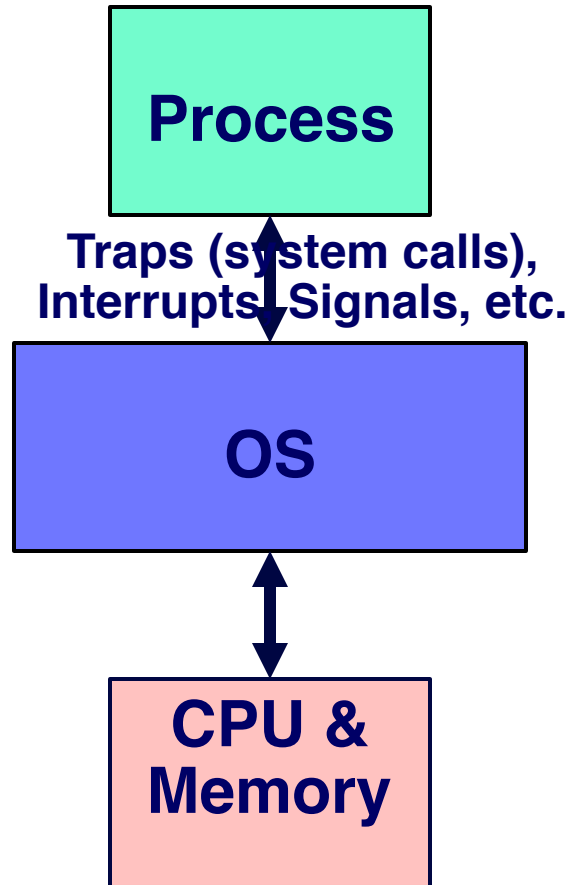 Process
Traps (system calls),
Interrupts, Signals, etc.
OS
CPU &
Memory